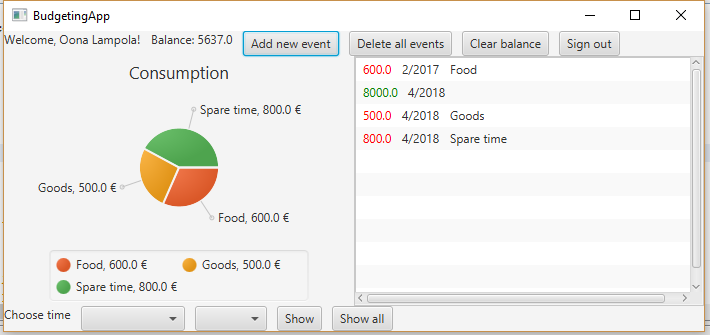 BudgetingApp
Welcome, Oona Lampola! Balance: 5637.0 Add new event Delete all events Clear balance Sign out
Consumption
Spare time, 800.0 €
Goods, 500.0 €
Food, 600.0 €
Food, 600.0 € Goods, 500.0 €
Spare time, 800.0 €
600.0 2/2017 Food
8000.0 4/2018
500.0 4/2018 Goods
800.0 4/2018 Spare time
Choose time Show Show all